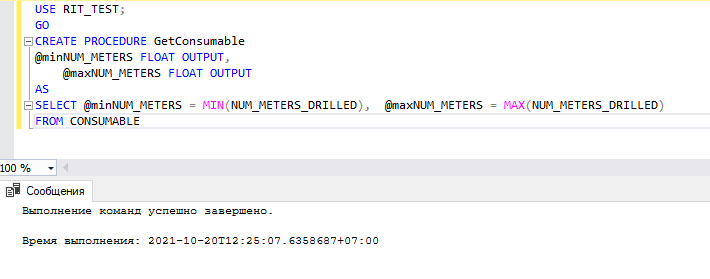 USE RIT_TEST;
GO
CREATE PROCEDURE GetConsumable
@minNUM_METERS FLOAT OUTPUT,
@maxNUM_METERS FLOAT OUTPUT
AS
SELECT @minNUM_METERS = MIN(NUM_METERS_DRILLED), @maxNUM_METERS = MAX(NUM_METERS_DRILLED)
FROM CONSUMABLE
100 %
Сообщения
Выполнение команд успешно завершено.
Время выполнения: 2021-10-20T12:25:07.6358687+07:00